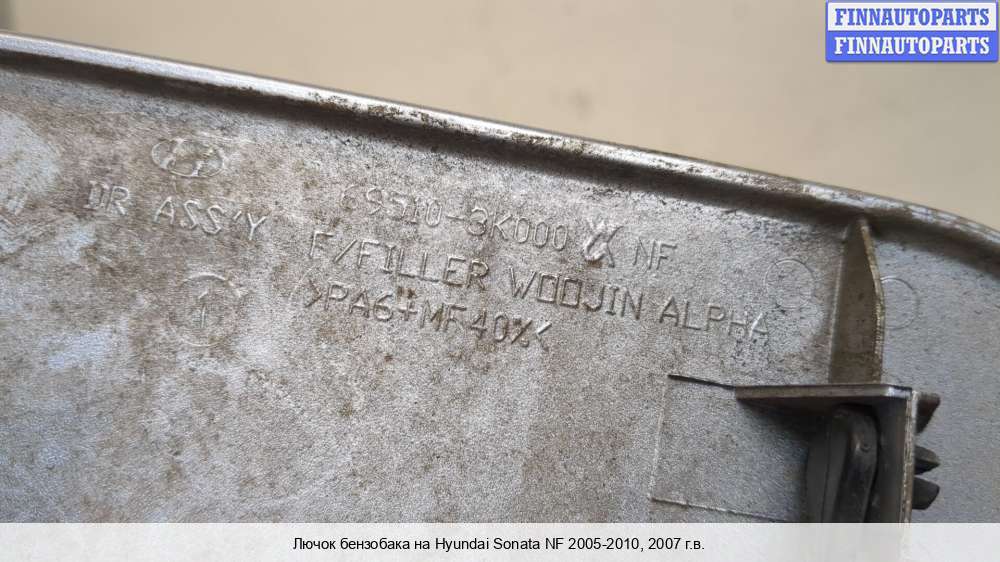 FINNAUTOPARTS
FINNAUTOPARTS
69510-3K000 NF
DR ASS'Y F/FILLER WOOJIN ALPHA
>PA6+MF40%<
1
Лючок бензобака на Hyundai Sonata NF 2005-2010, 2007 г.в.